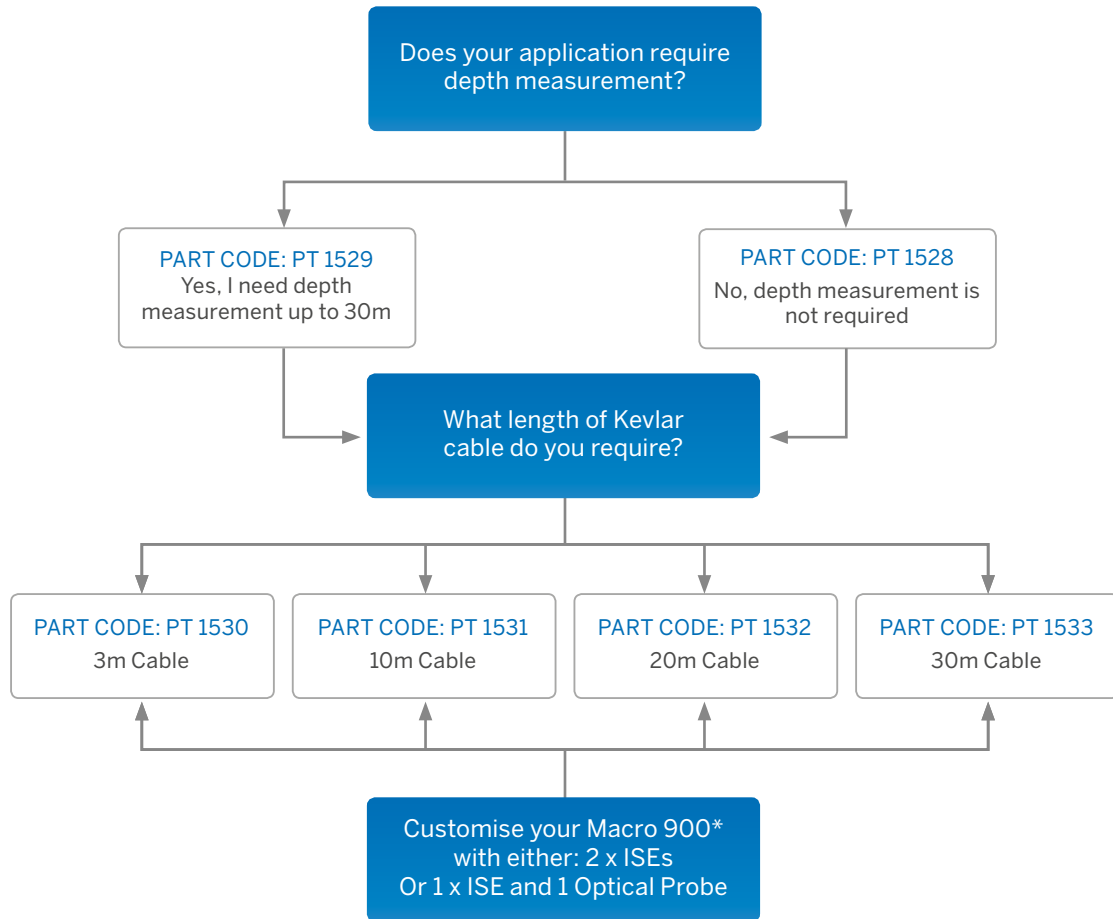 Does your application require
depth measurement?
PART CODE: PT 1529
Yes, I need depth
measurement up to 30m
PART CODE: PT 1528
No, depth measurement is
not required
What length of Kevlar
cable do you require?
PART CODE: PT 1530
3m Cable
PART CODE: PT 1531
10m Cable
PART CODE: PT 1532
20m Cable
PART CODE: PT 1533
30m Cable
Customise your Macro 900*
with either: 2 x ISEs
Or 1 x ISE and 1 Optical Probe